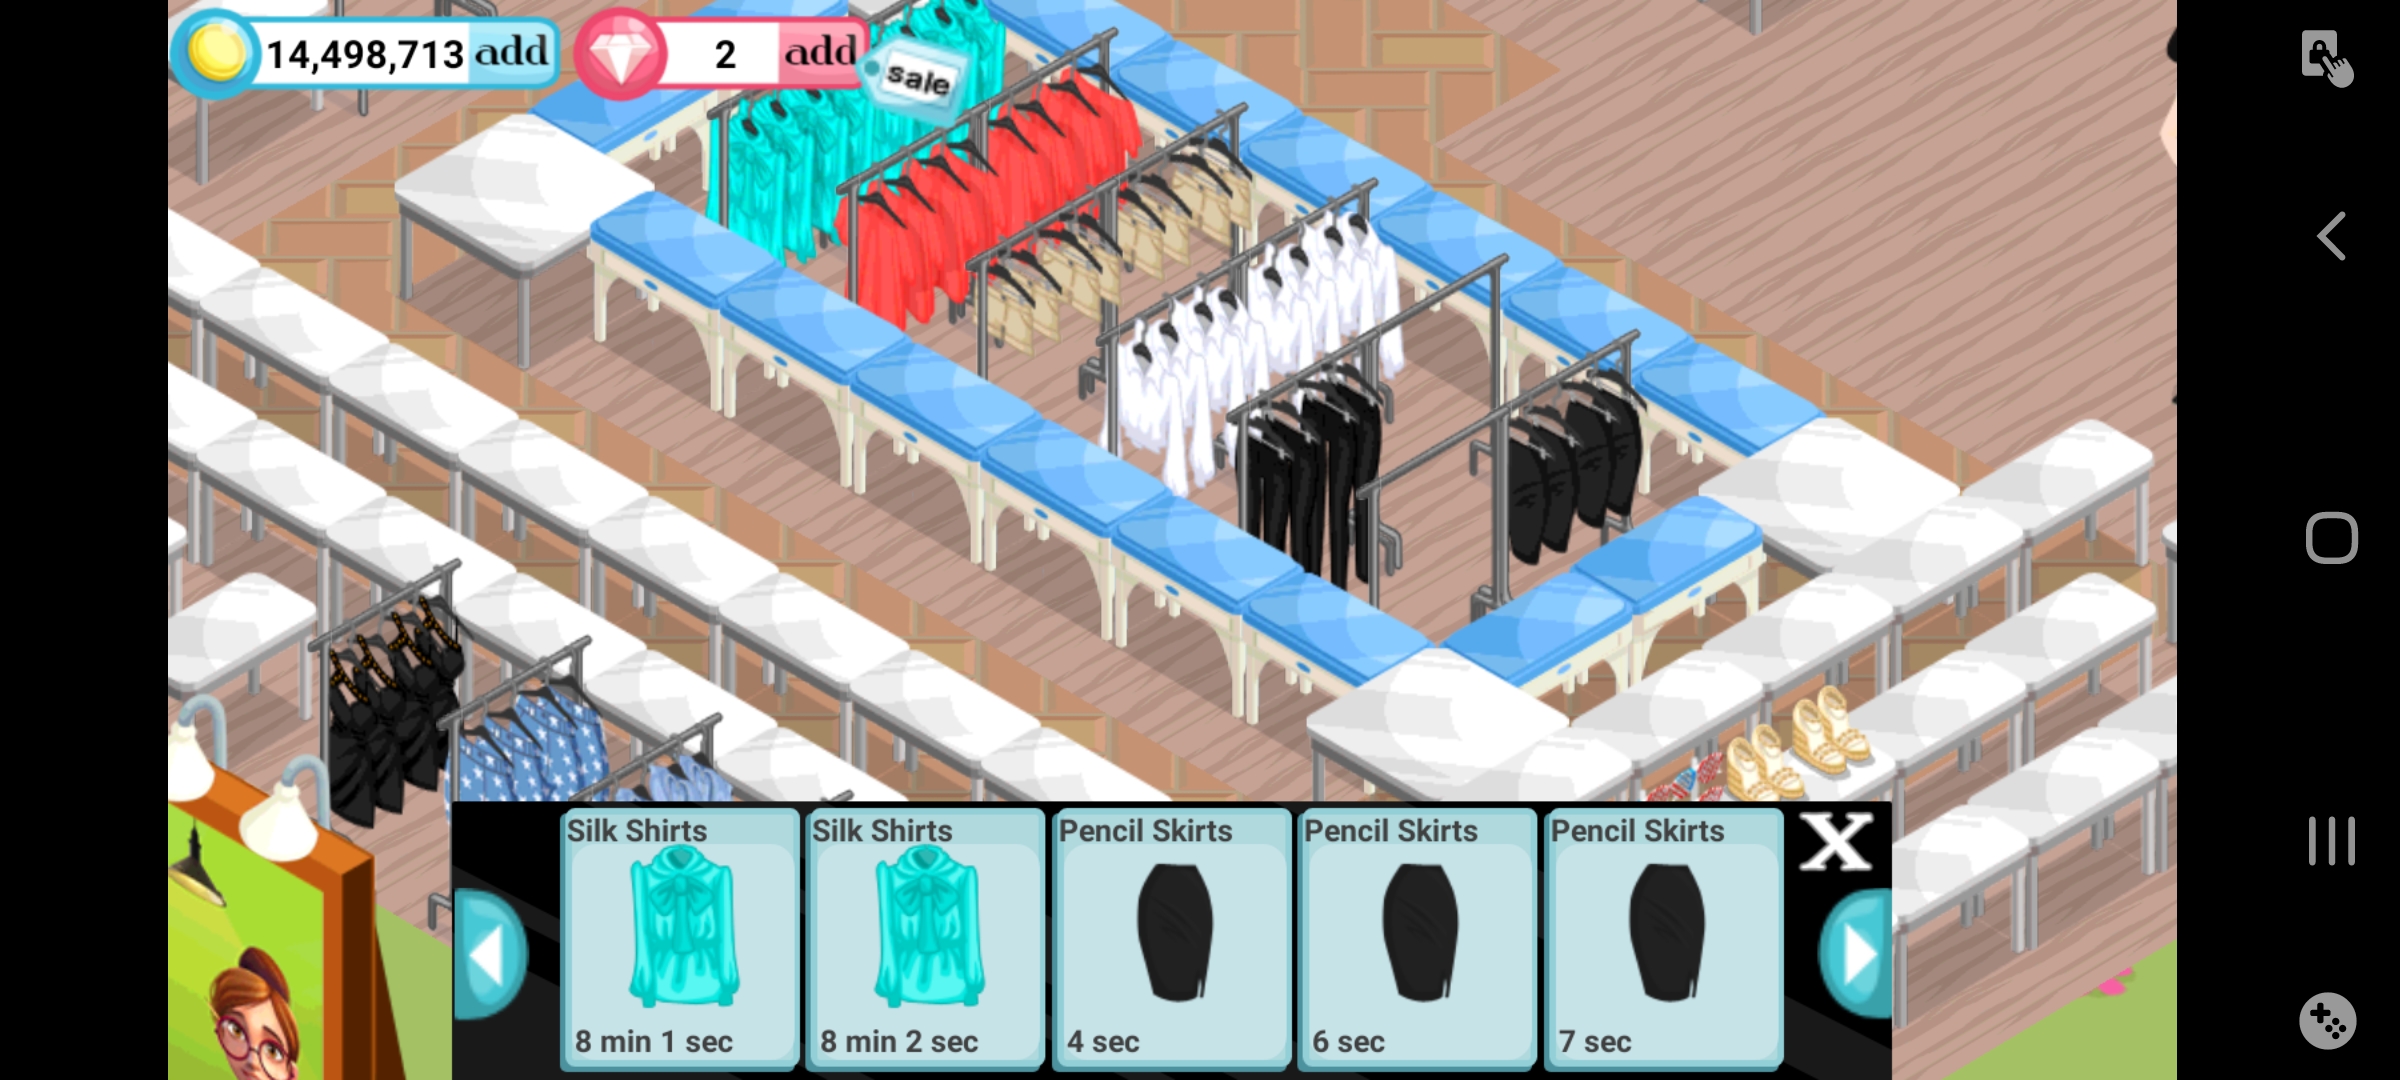 14,498,713 add
2 add
sale
Silk Shirts
8 min 1 sec
Silk Shirts
8 min 2 sec
Pencil Skirts
4 sec
Pencil Skirts
6 sec
Pencil Skirts
7 sec
X